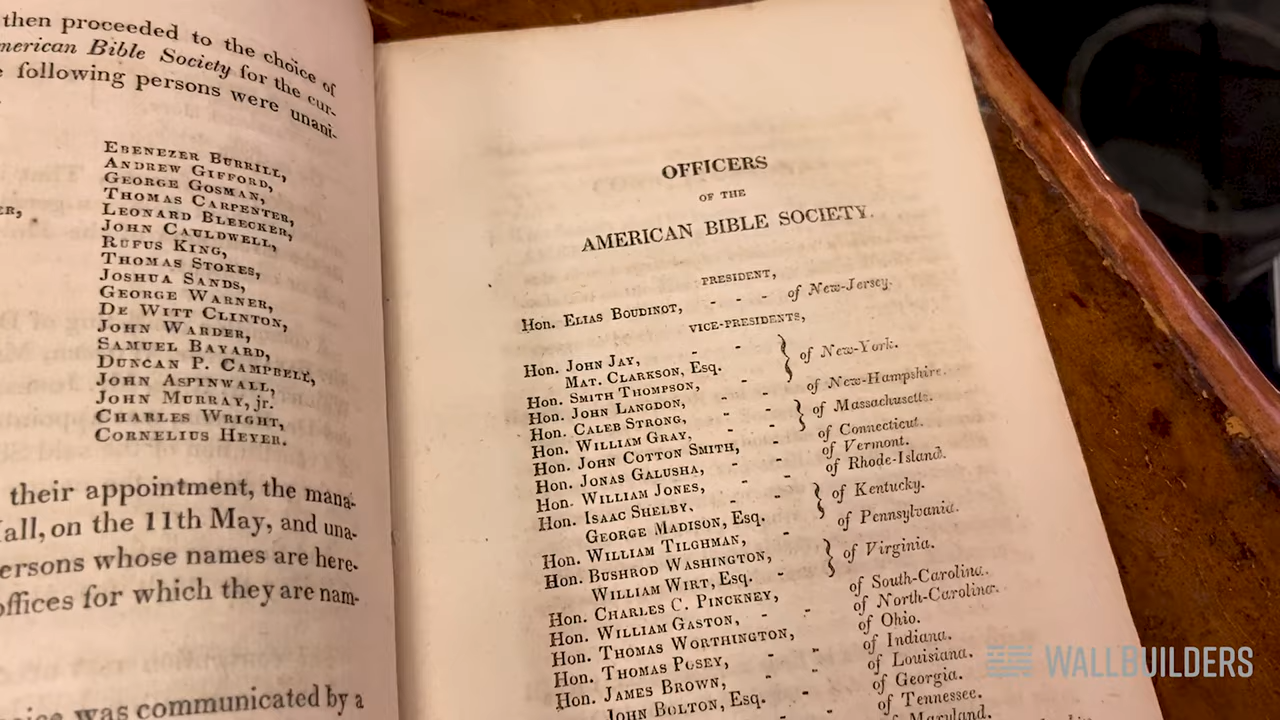 then proceeded to the choice of
American Bible Society for the cur-
following persons were unani-
EBENEZER BURRILL,
ANDREW GIFFORD,
GEORGE GOSMAN,
THOMAS CARPENTER,
LEONARD BLEECKER,
JOHN CAULDWELL,
RUFUS KING,
THOMAS STOKES,
JOSHUA SANDS,
GEORGE WARNER,
DE WITT CLINTON,
JOHN WARDER,
SAMUEL BAYARD,
DUNCAN P. CAMPBELL,
JOHN ASPINWALL,
JOHN MURRAY, jr.
CHARLES WRIGHT,
CORNELIUS HEYER.
their appointment, the mana-
all, on the 11th May, and una-
ersons whose names are here-
offices for which they are nam-
was communicated by a
OFFICERS
OF THE
AMERICAN BIBLE SOCIETY.
PRESIDENT,
Hon. ELIAS BOUDINOT, - - - of New-Jersey.
VICE-PRESIDENTS,
Hon. JOHN JAY, - -
MAT. CLARKSON, Esq. } of New-York.
Hon. SMITH THOMPSON, - -
Hon. JOHN LANGDON, - - of New-Hampshire.
Hon. CALEB STRONG, - -
Hon. WILLIAM GRAY, - - } of Massachusetts.
Hon. JOHN COTTON SMITH, - of Connecticut.
Hon. JONAS GALUSHA, - - of Vermont.
Hon. WILLIAM JONES, - - of Rhode-Island.
Hon. ISAAC SHELBY, - -
GEORGE MADISON, Esq. } of Kentucky.
Hon. WILLIAM TILGHMAN, - of Pennsylvania.
Hon. BUSHROD WASHINGTON,
WILLIAM WIRT, Esq. - } of Virginia.
Hon. CHARLES C. PINCKNEY, of South-Carolina.
Hon. WILLIAM GASTON, - - of North-Carolina.
Hon. THOMAS WORTHINGTON, of Ohio.
Hon. THOMAS POSEY, - - of Indiana.
Hon. JAMES BROWN, - - of Louisiana.
JOHN BOLTON, Esq. - - of Georgia.
of Tennessee.
of Maryland.
WALLBUILDERS